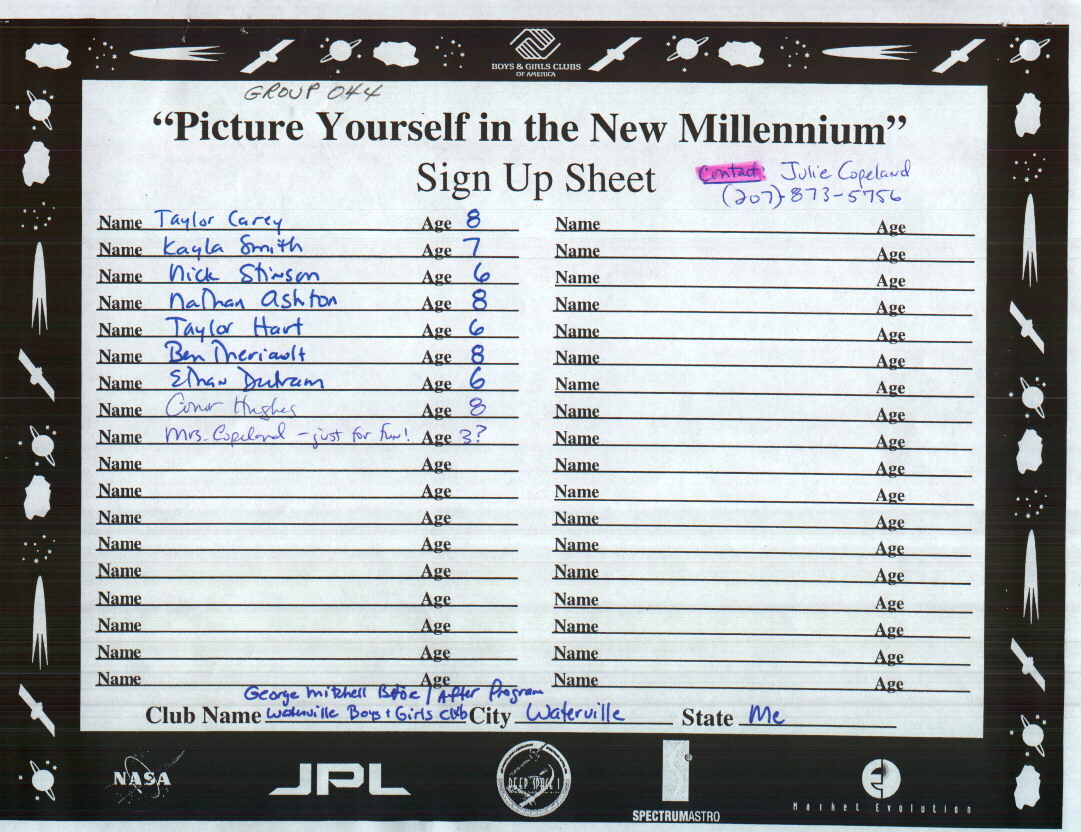 BOYS & GIRLS CLUBS
OF AMERICA
GROUP 044
“Picture Yourself in the New Millennium”
Sign Up Sheet
Contact: Julie Copeland
(207)-873-5756
Name Taylor Carey Age 8 Name Age
Name Kayla Smith Age 7 Name Age
Name Nick Stinson Age 6 Name Age
Name Nathan Ashton Age 8 Name Age
Name Taylor Hart Age 6 Name Age
Name Ben Theriault Age 8 Name Age
Name Ethan Age 6 Name Age
Name Conor Hughes Age 8 Name Age
Name Mrs. Copeland - just for fun! Age 3? Name Age
Name Age Name Age
Name Age Name Age
Name Age Name Age
Name Age Name Age
Name Age Name Age
Name Age Name Age
Name Age Name Age
Name Age Name Age
Name Age Name Age
George Mitchell / After Program
Club Name Waterville Boys + Girls Club City Waterville State Me
NASA JPL DEEP SPACE 1 SPECTRUMASTRO Market Evolution